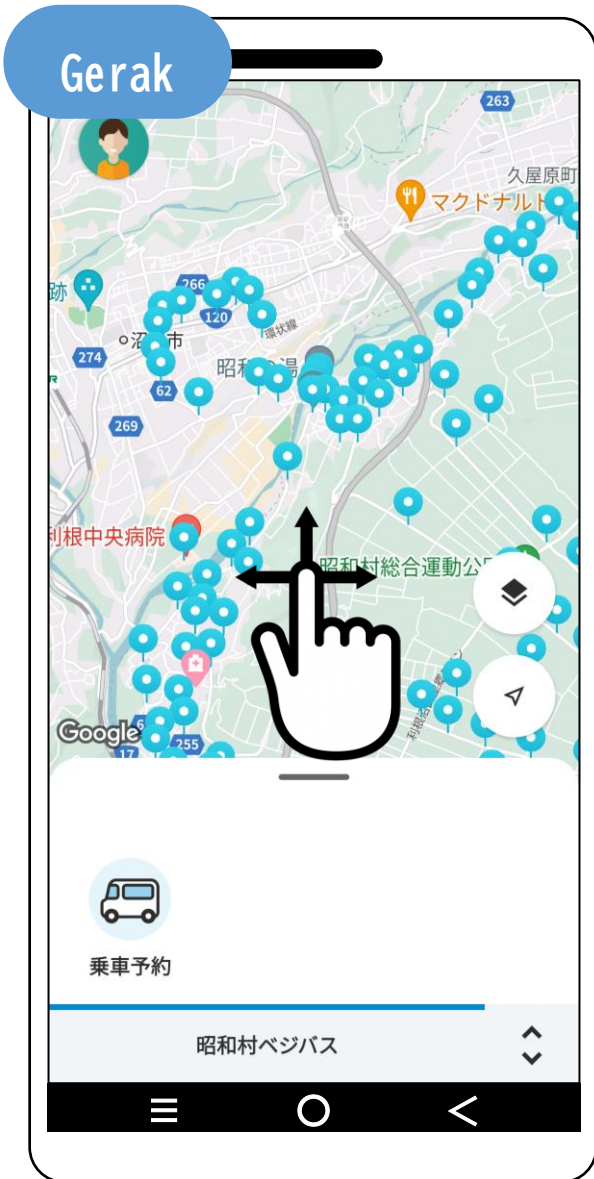 Gerak
263
久屋原町
マクドナルド
跡
266
120
環状線
沼
市
274
昭和の湯
62
269
利根中央病院
昭和村総合運動公
Google
255
17
乗車予約
昭和村ベジバス